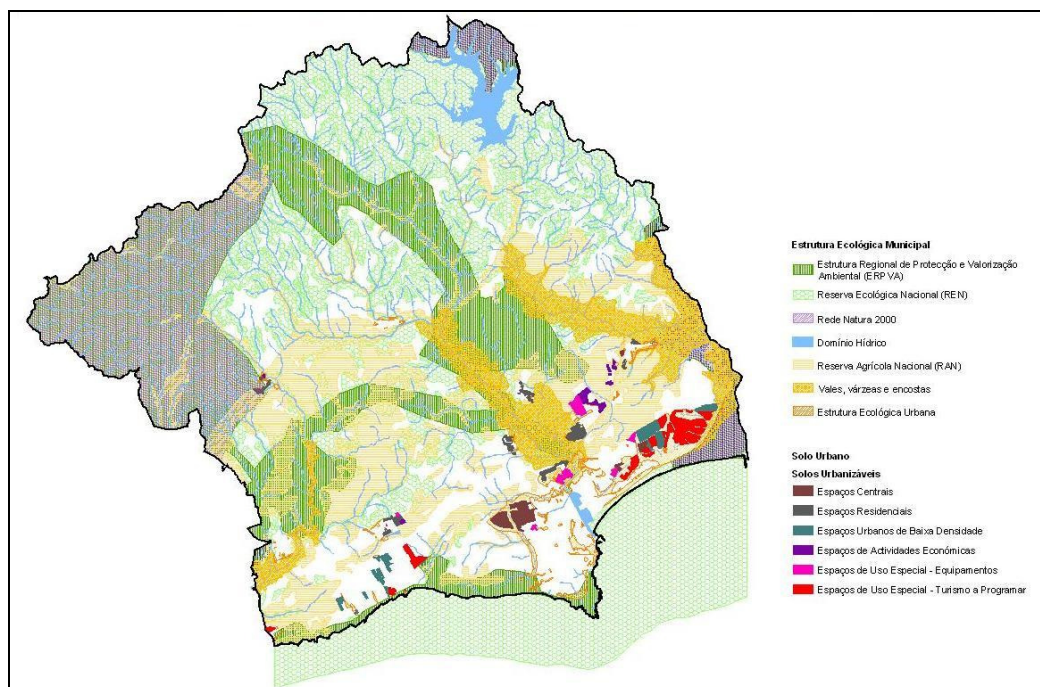 Estrutura Ecológica Municipal
Estrutura Regional de Protecção e Valorização
Ambiental (ERPVA)
Reserva Ecológica Nacional (REN)
Rede Natura 2000
Domínio Hídrico
Reserva Agrícola Nacional (RAN)
Vales, várzeas e encostas
Estrutura Ecológica Urbana
Solo Urbano
Solos Urbanizáveis
Espaços Centrais
Espaços Residenciais
Espaços Urbanos de Baixa Densidade
Espaços de Actividades Económicas
Espaços de Uso Especial - Equipamentos
Espaços de Uso Especial - Turismo a Programar